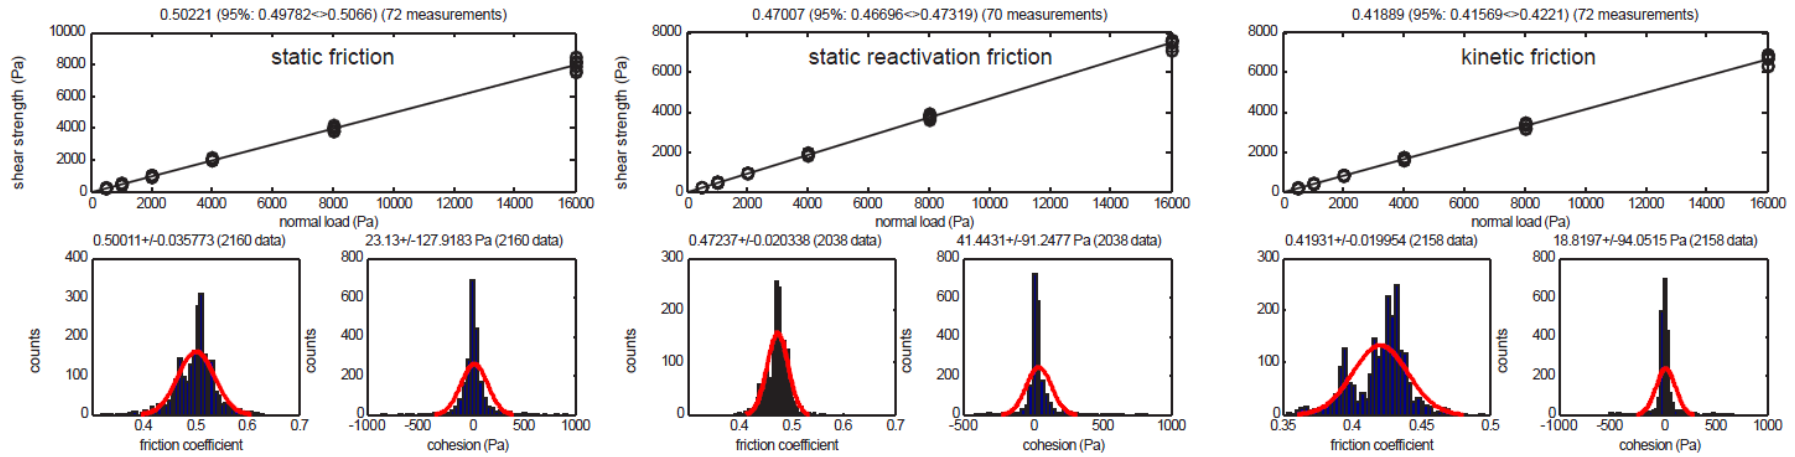 0.50221 (95%: 0.49782<>0.5066) (72 measurements)
static friction
shear strength (Pa)
10000
8000
6000
4000
2000
0
0 2000 4000 6000 8000 10000 12000 14000 16000
normal load (Pa)
0.47007 (95%: 0.46696<>0.47319) (70 measurements)
static reactivation friction
shear strength (Pa)
8000
6000
4000
2000
0
0 2000 4000 6000 8000 10000 12000 14000 16000
normal load (Pa)
0.41889 (95%: 0.41569<>0.4221) (72 measurements)
kinetic friction
8000
6000
4000
2000
0
0 2000 4000 6000 8000 10000 12000 14000 16000
normal load (Pa)
0.50011+/-0.035773 (2160 data)
counts
400
300
200
100
0
0.4 0.5 0.6 0.7
friction coefficient
23.13+/-127.9183 Pa (2160 data)
counts
800
600
400
200
0
-1000 -500 0 500 1000
cohesion (Pa)
0.47237+/-0.020338 (2038 data)
counts
300
200
100
0
0.4 0.5 0.6 0.7
friction coefficient
41.4431+/-91.2477 Pa (2038 data)
counts
800
600
400
200
0
-500 0 500 1000
cohesion (Pa)
0.41931+/-0.019954 (2158 data)
300
200
100
0
0.35 0.4 0.45 0.5
friction coefficient
18.8197+/-94.0515 Pa (2158 data)
counts
800
600
400
200
0
-1000 -500 0 500 1000
cohesion (Pa)